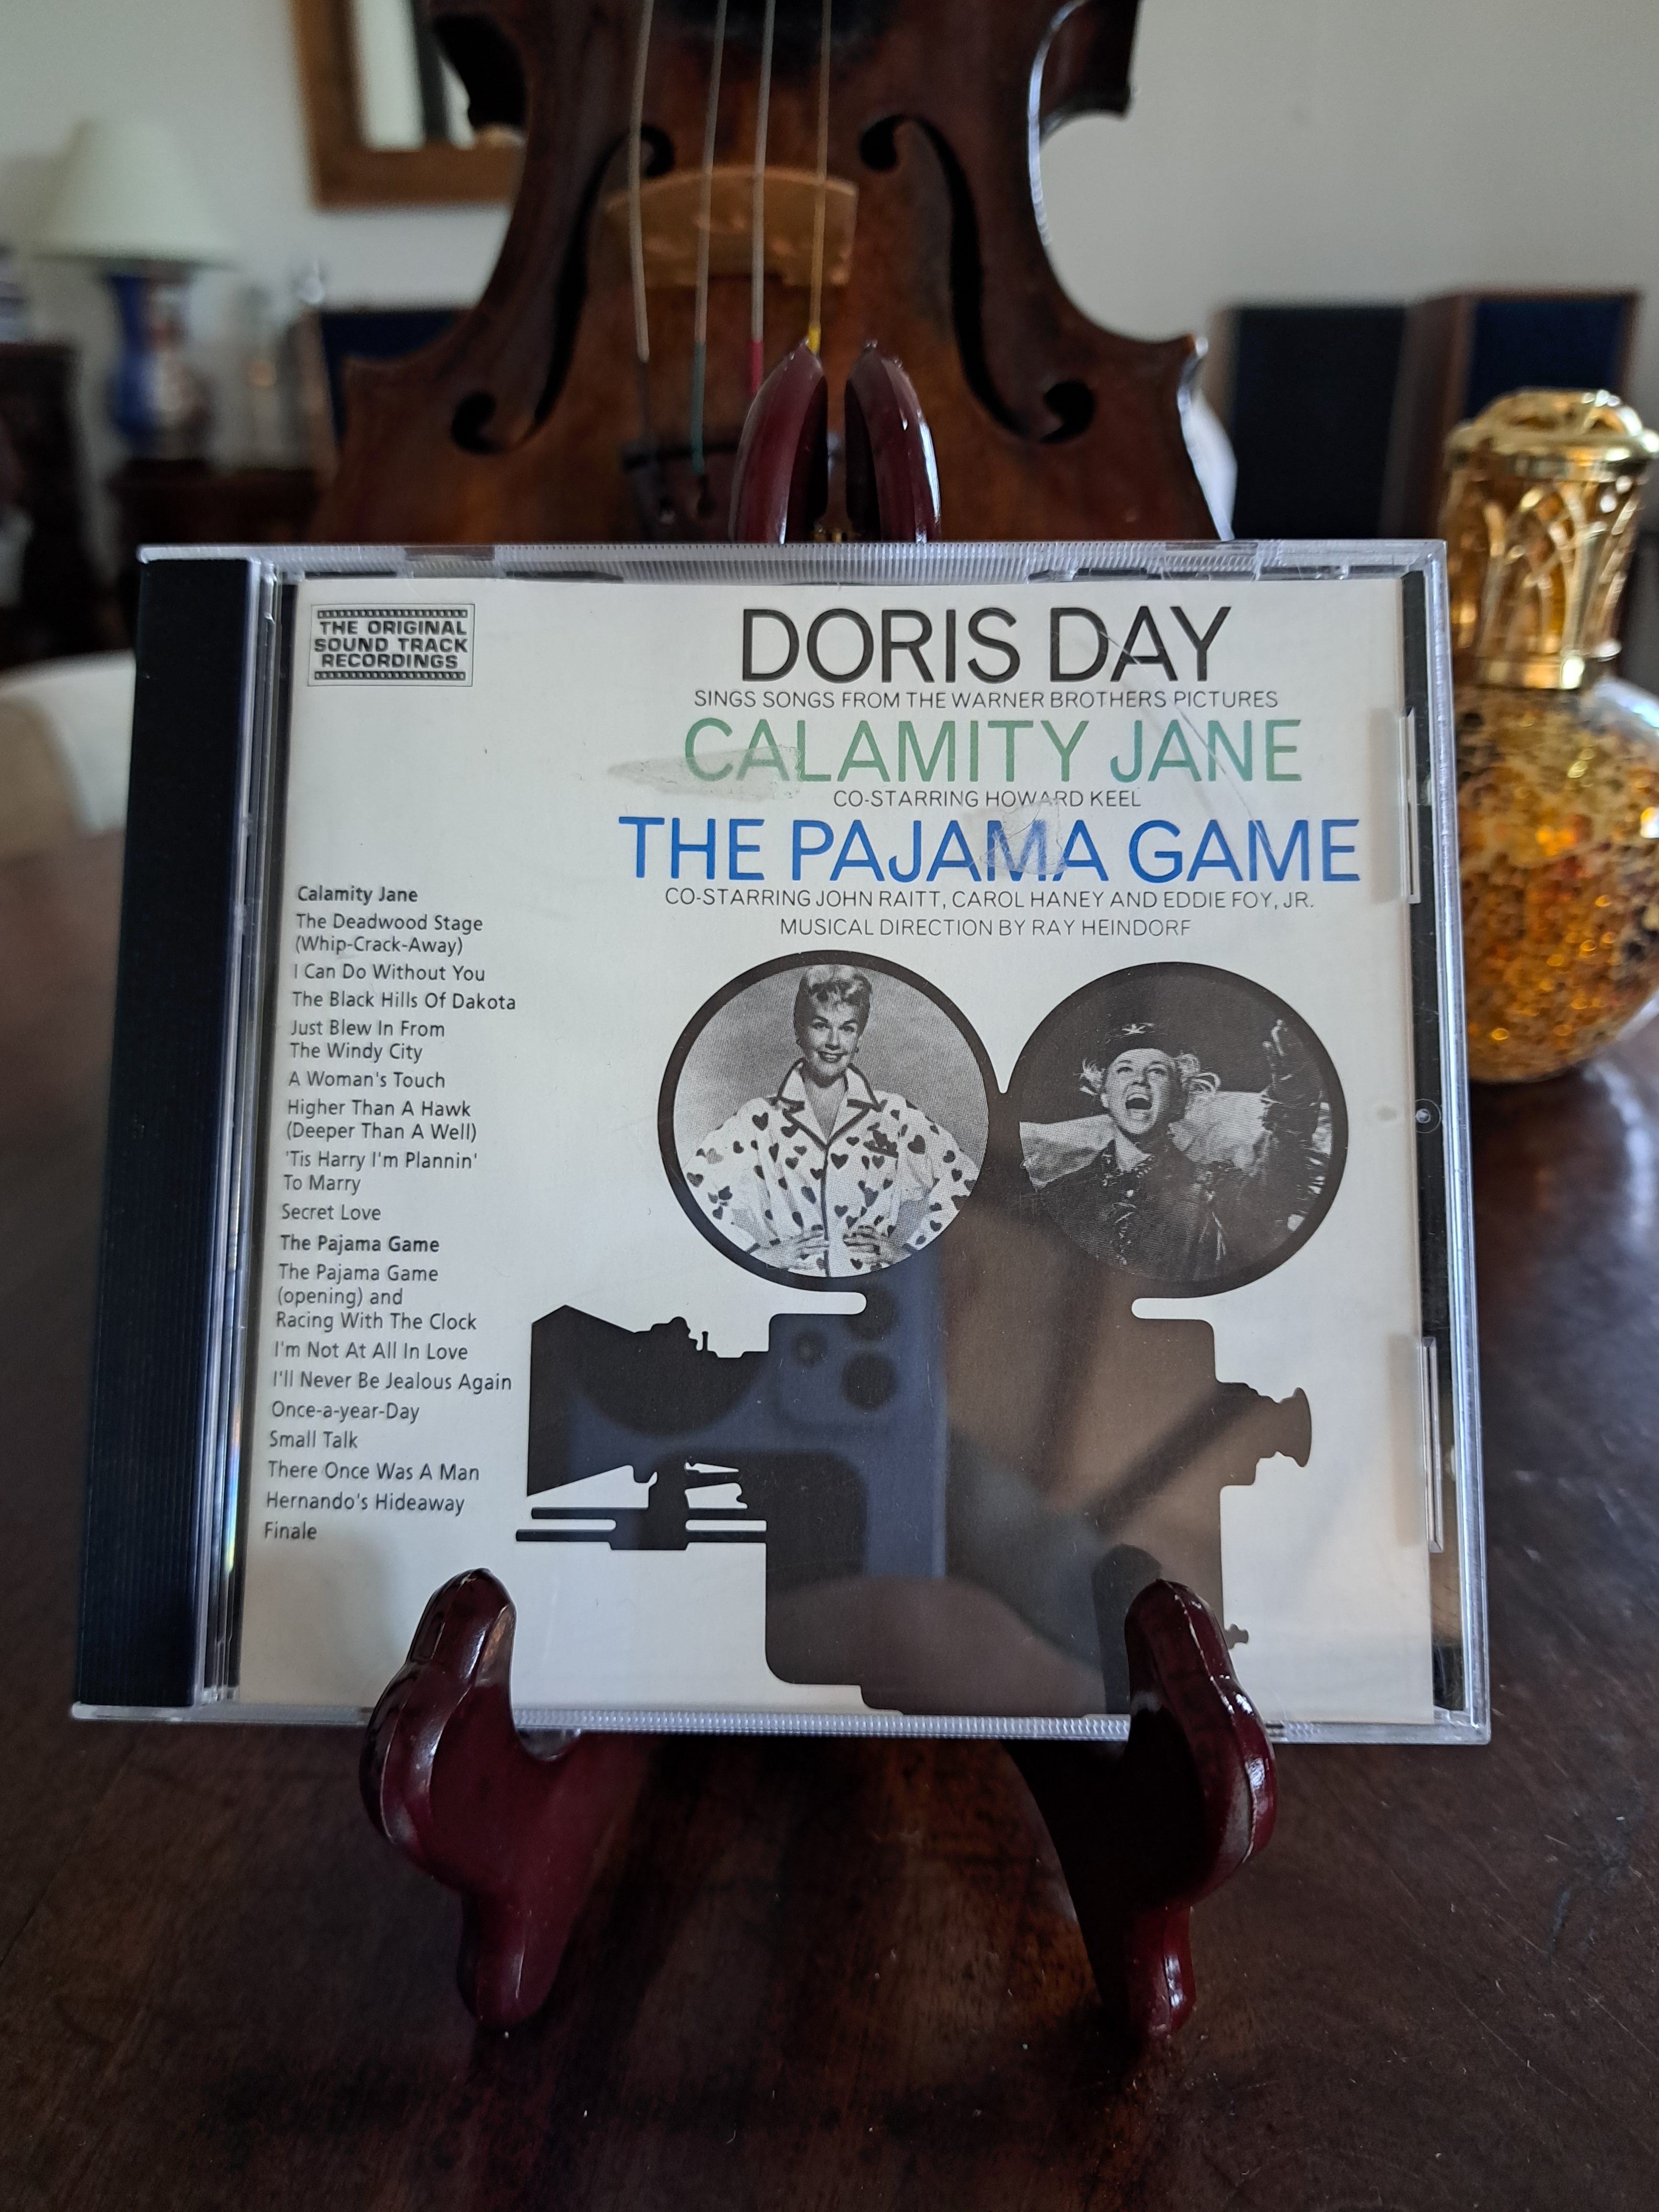 THE ORIGINAL
SOUND TRACK
RECORDINGS
DORIS DAY
SINGS SONGS FROM THE WARNER BROTHERS PICTURES
CALAMITY JANE
CO-STARRING HOWARD KEEL
THE PAJAMA GAME
CO-STARRING JOHN RAITT, CAROL HANEY AND EDDIE FOY, JR.
MUSICAL DIRECTION BY RAY HEINDORF
Calamity Jane
The Deadwood Stage
(Whip-Crack-Away)
I Can Do Without You
The Black Hills Of Dakota
Just Blew In From
The Windy City
A Woman's Touch
Higher Than A Hawk
(Deeper Than A Well)
'Tis Harry I'm Plannin'
To Marry
Secret Love
The Pajama Game
The Pajama Game
(opening) and
Racing With The Clock
I'm Not At All In Love
I'll Never Be Jealous Again
Once-a-year-Day
Small Talk
There Once Was A Man
Hernando's Hideaway
Finale